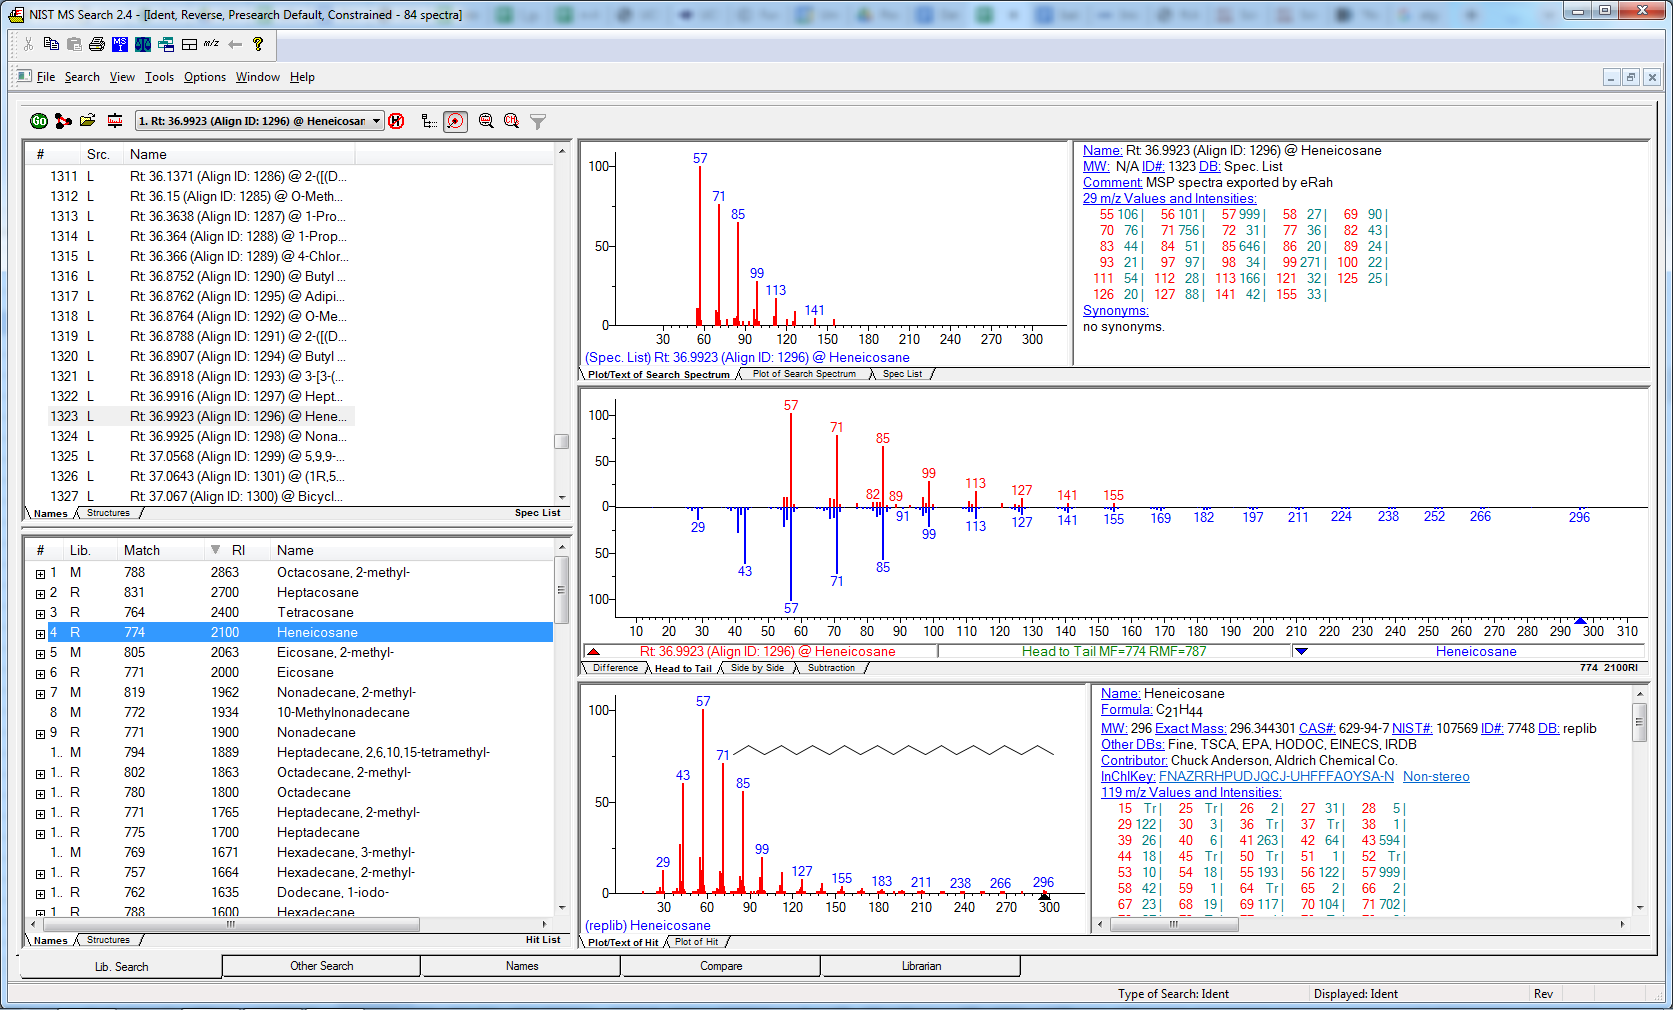 NIST MS Search 2.4 - [Ident, Reverse, Presearch Default, Constrained - 84 spectra]
File Search View Tools Options Window Help
1. Rt: 36.9923 (Align ID: 1296) @ Heneicosar
# Src. Name
1311 L Rt: 36.1371 (Align ID: 1286) @ 2-([(D...
1312 L Rt: 36.15 (Align ID: 1285) @ O-Meth...
1313 L Rt: 36.3638 (Align ID: 1287) @ 1-Pro...
1314 L Rt: 36.364 (Align ID: 1288) @ 1-Prop...
1315 L Rt: 36.366 (Align ID: 1289) @ 4-Chlor...
1316 L Rt: 36.8752 (Align ID: 1290) @ Butyl ...
1317 L Rt: 36.8762 (Align ID: 1295) @ Adipi...
1318 L Rt: 36.8764 (Align ID: 1292) @ O-Me...
1319 L Rt: 36.8788 (Align ID: 1291) @ 2-([(D...
1320 L Rt: 36.8907 (Align ID: 1294) @ Butyl ...
1321 L Rt: 36.8918 (Align ID: 1293) @ 3-[3-(...
1322 L Rt: 36.9916 (Align ID: 1297) @ Hept...
1323 L Rt: 36.9923 (Align ID: 1296) @ Hene...
1324 L Rt: 36.9925 (Align ID: 1298) @ Nona...
1325 L Rt: 37.0568 (Align ID: 1299) @ 5,9,9-...
1326 L Rt: 37.0643 (Align ID: 1301) @ (1R,5...
1327 L Rt: 37.067 (Align ID: 1300) @ Bicycl...
Names Structures Spec List
# Lib. Match RI Name
1 M 788 2863 Octacosane, 2-methyl-
2 R 831 2700 Heptacosane
3 R 764 2400 Tetracosane
4 R 774 2100 Heneicosane
5 M 805 2063 Eicosane, 2-methyl-
6 R 771 2000 Eicosane
7 M 819 1962 Nonadecane, 2-methyl-
8 M 772 1934 10-Methylnonadecane
9 R 771 1900 Nonadecane
1.. M 794 1889 Heptadecane, 2,6,10,15-tetramethyl-
1.. R 802 1863 Octadecane, 2-methyl-
1.. R 780 1800 Octadecane
1.. R 771 1765 Heptadecane, 2-methyl-
1.. R 775 1700 Heptadecane
1.. M 769 1671 Hexadecane, 3-methyl-
1.. R 757 1664 Hexadecane, 2-methyl-
1.. R 762 1635 Dodecane, 1-iodo-
1 R 788 1600 Hexadecane
Names Structures Hit List
100
50
0
57
71
85
99
113
141
30 60 90 120 150 180 210 240 270 300
(Spec. List) Rt: 36.9923 (Align ID: 1296) @ Heneicosane
Plot/Text of Search Spectrum Plot of Search Spectrum Spec List
Name: Rt: 36.9923 (Align ID: 1296) @ Heneicosane
MW: N/A ID#: 1323 DB: Spec. List
Comment: MSP spectra exported by eRah
29 m/z Values and Intensities:
55 106 | 56 101 | 57 999 | 58 27 | 69 90 |
70 76 | 71 756 | 72 31 | 77 36 | 82 43 |
83 44 | 84 51 | 85 646 | 86 20 | 89 24 |
93 21 | 97 97 | 98 34 | 99 271 | 100 22 |
111 54 | 112 28 | 113 166 | 121 32 | 125 25 |
126 20 | 127 88 | 141 42 | 155 33 |
Synonyms:
no synonyms.
100
50
0
50
100
57
71
85
99
82 89 113 127 141 155
29 43 57 71 85 91 99 113 127 141 155 169 182 197 211 224 238 252 266 296
10 20 30 40 50 60 70 80 90 100 110 120 130 140 150 160 170 180 190 200 210 220 230 240 250 260 270 280 290 300 310
Rt: 36.9923 (Align ID: 1296) @ Heneicosane Head to Tail MF=774 RMF=787 Heneicosane
Difference Head to Tail Side by Side Subtraction 774 2100RI
100
50
0
57
71
43
85
99
29 127 155 183 211 238 266 296
30 60 90 120 150 180 210 240 270 300
(replib) Heneicosane
Plot/Text of Hit Plot of Hit
Name: Heneicosane
Formula: C21H44
MW: 296 Exact Mass: 296.344301 CAS#: 629-94-7 NIST#: 107569 ID#: 7748 DB: replib
Other DBs: Fine, TSCA, EPA, HODOC, EINECS, IRDB
Contributor: Chuck Anderson, Aldrich Chemical Co.
InChIKey: FNAZRRHPUDJQCJ-UHFFFAOYSA-N Non-stereo
119 m/z Values and Intensities:
15 Tr | 25 Tr | 26 2 | 27 31 | 28 5 |
29 122 | 30 3 | 36 Tr | 37 Tr | 38 1 |
39 26 | 40 6 | 41 263 | 42 64 | 43 594 |
44 18 | 45 Tr | 50 Tr | 51 1 | 52 Tr |
53 10 | 54 18 | 55 193 | 56 122 | 57 999 |
58 42 | 59 1 | 64 Tr | 65 2 | 66 2 |
67 23 | 68 19 | 69 117 | 70 104 | 71 702 |
Lib. Search Other Search Names Compare Librarian
Type of Search: Ident Displayed: Ident Rev